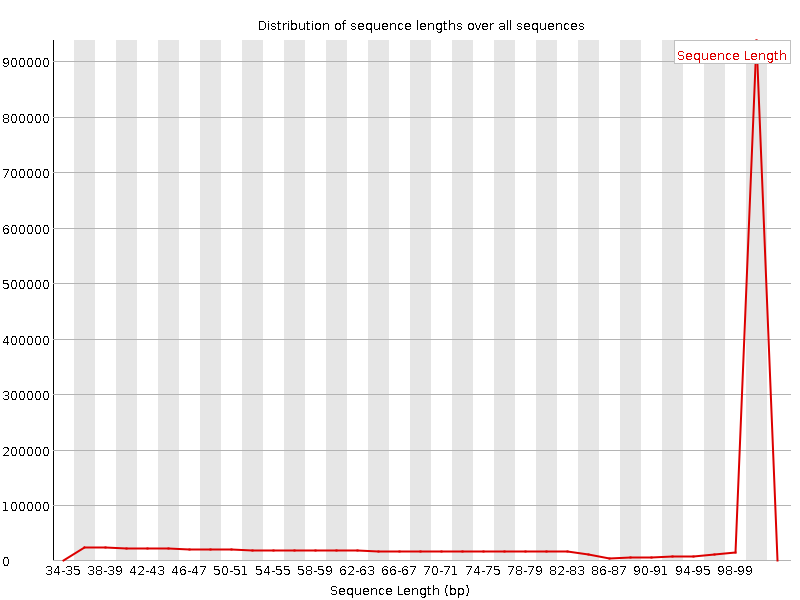 Distribution of sequence lengths over all sequences
Sequence Length
900000
800000
700000
600000
500000
400000
300000
200000
100000
0
34-35 38-39 42-43 46-47 50-51 54-55 58-59 62-63 66-67 70-71 74-75 78-79 82-83 86-87 90-91 94-95 98-99
Sequence Length (bp)